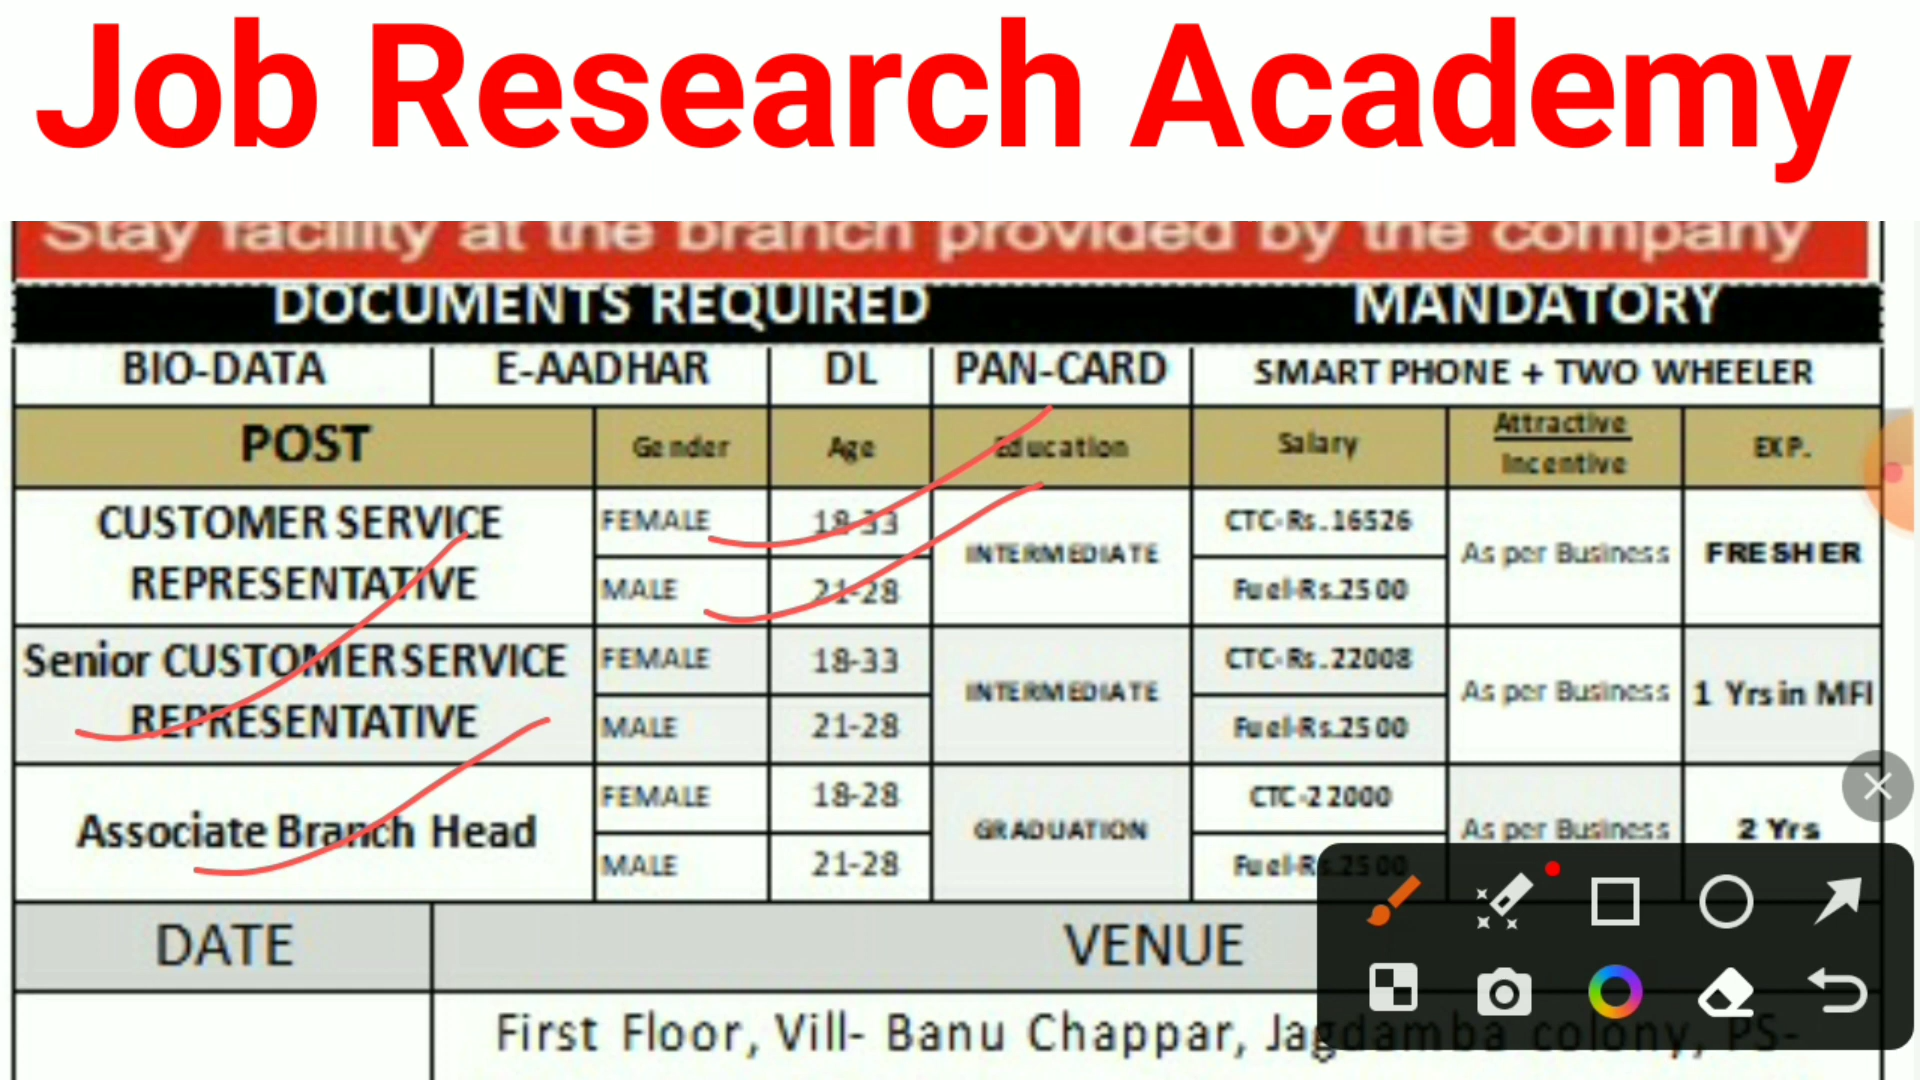 Job Research Academy
Stay facility at the branch provided by the company
DOCUMENTS REQUIRED MANDATORY
BIO-DATA E-AADHAR DL PAN-CARD SMART PHONE + TWO WHEELER
POST Gender Age Education Salary Attractive Incentive EXP.
CUSTOMER SERVICE REPRESENTATIVE FEMALE 18-33 INTERMEDIATE CTC-Rs.16526 As per Business FRESHER
MALE 21-28 Fuel-Rs.2500
Senior CUSTOMER SERVICE REPRESENTATIVE FEMALE 18-33 INTERMEDIATE CTC-Rs.22008 As per Business 1 Yrs in MFI
MALE 21-28 Fuel-Rs.2500
Associate Branch Head FEMALE 18-28 GRADUATION CTC-22000 As per Business 2 Yrs
MALE 21-28 Fuel-Rs.2500
DATE VENUE
First Floor, Vill- Banu Chappar, Jagdamba colony, PS-